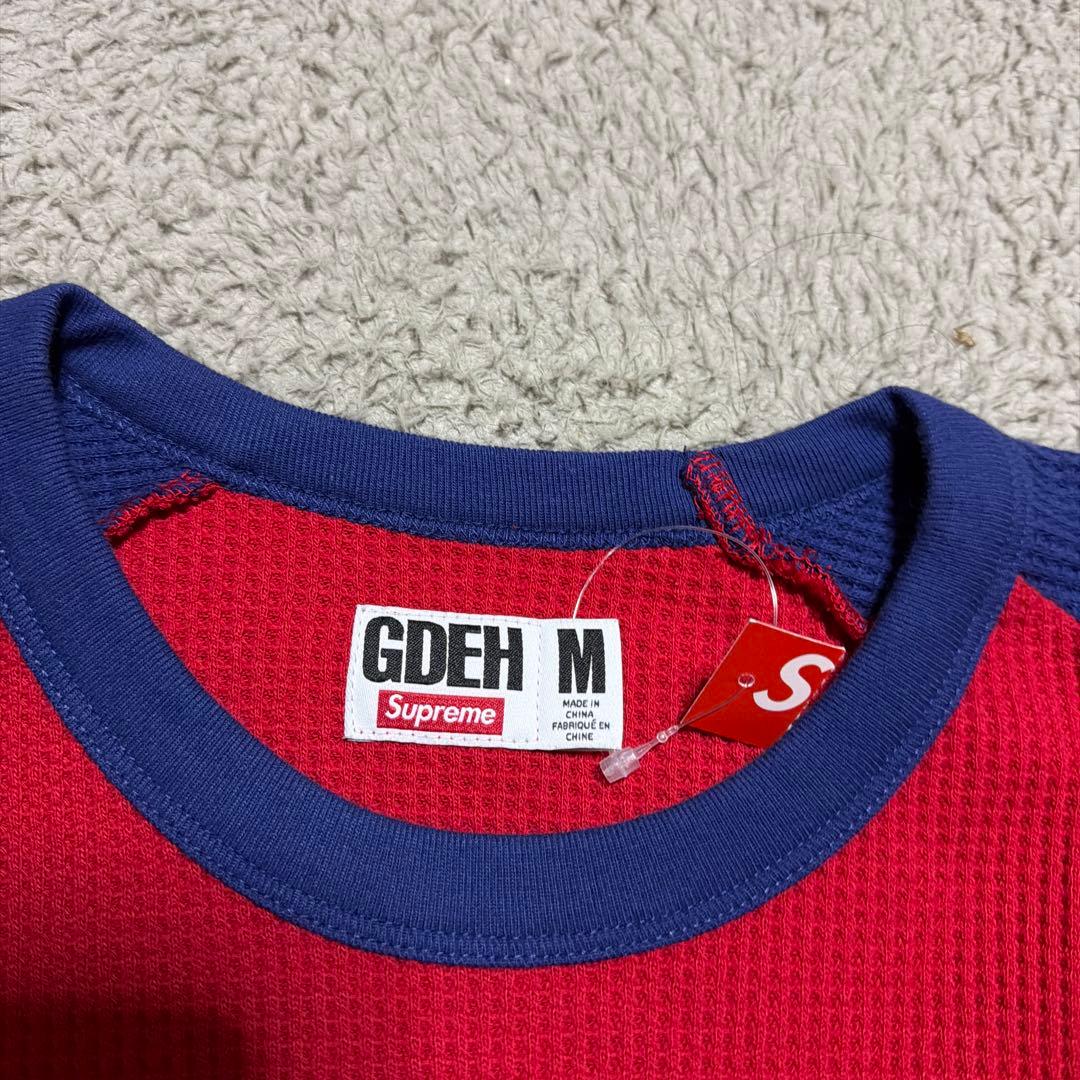 GDEH
Supreme
M
MADE IN
CHINA
FABRIQUÉ EN
CHINE
S